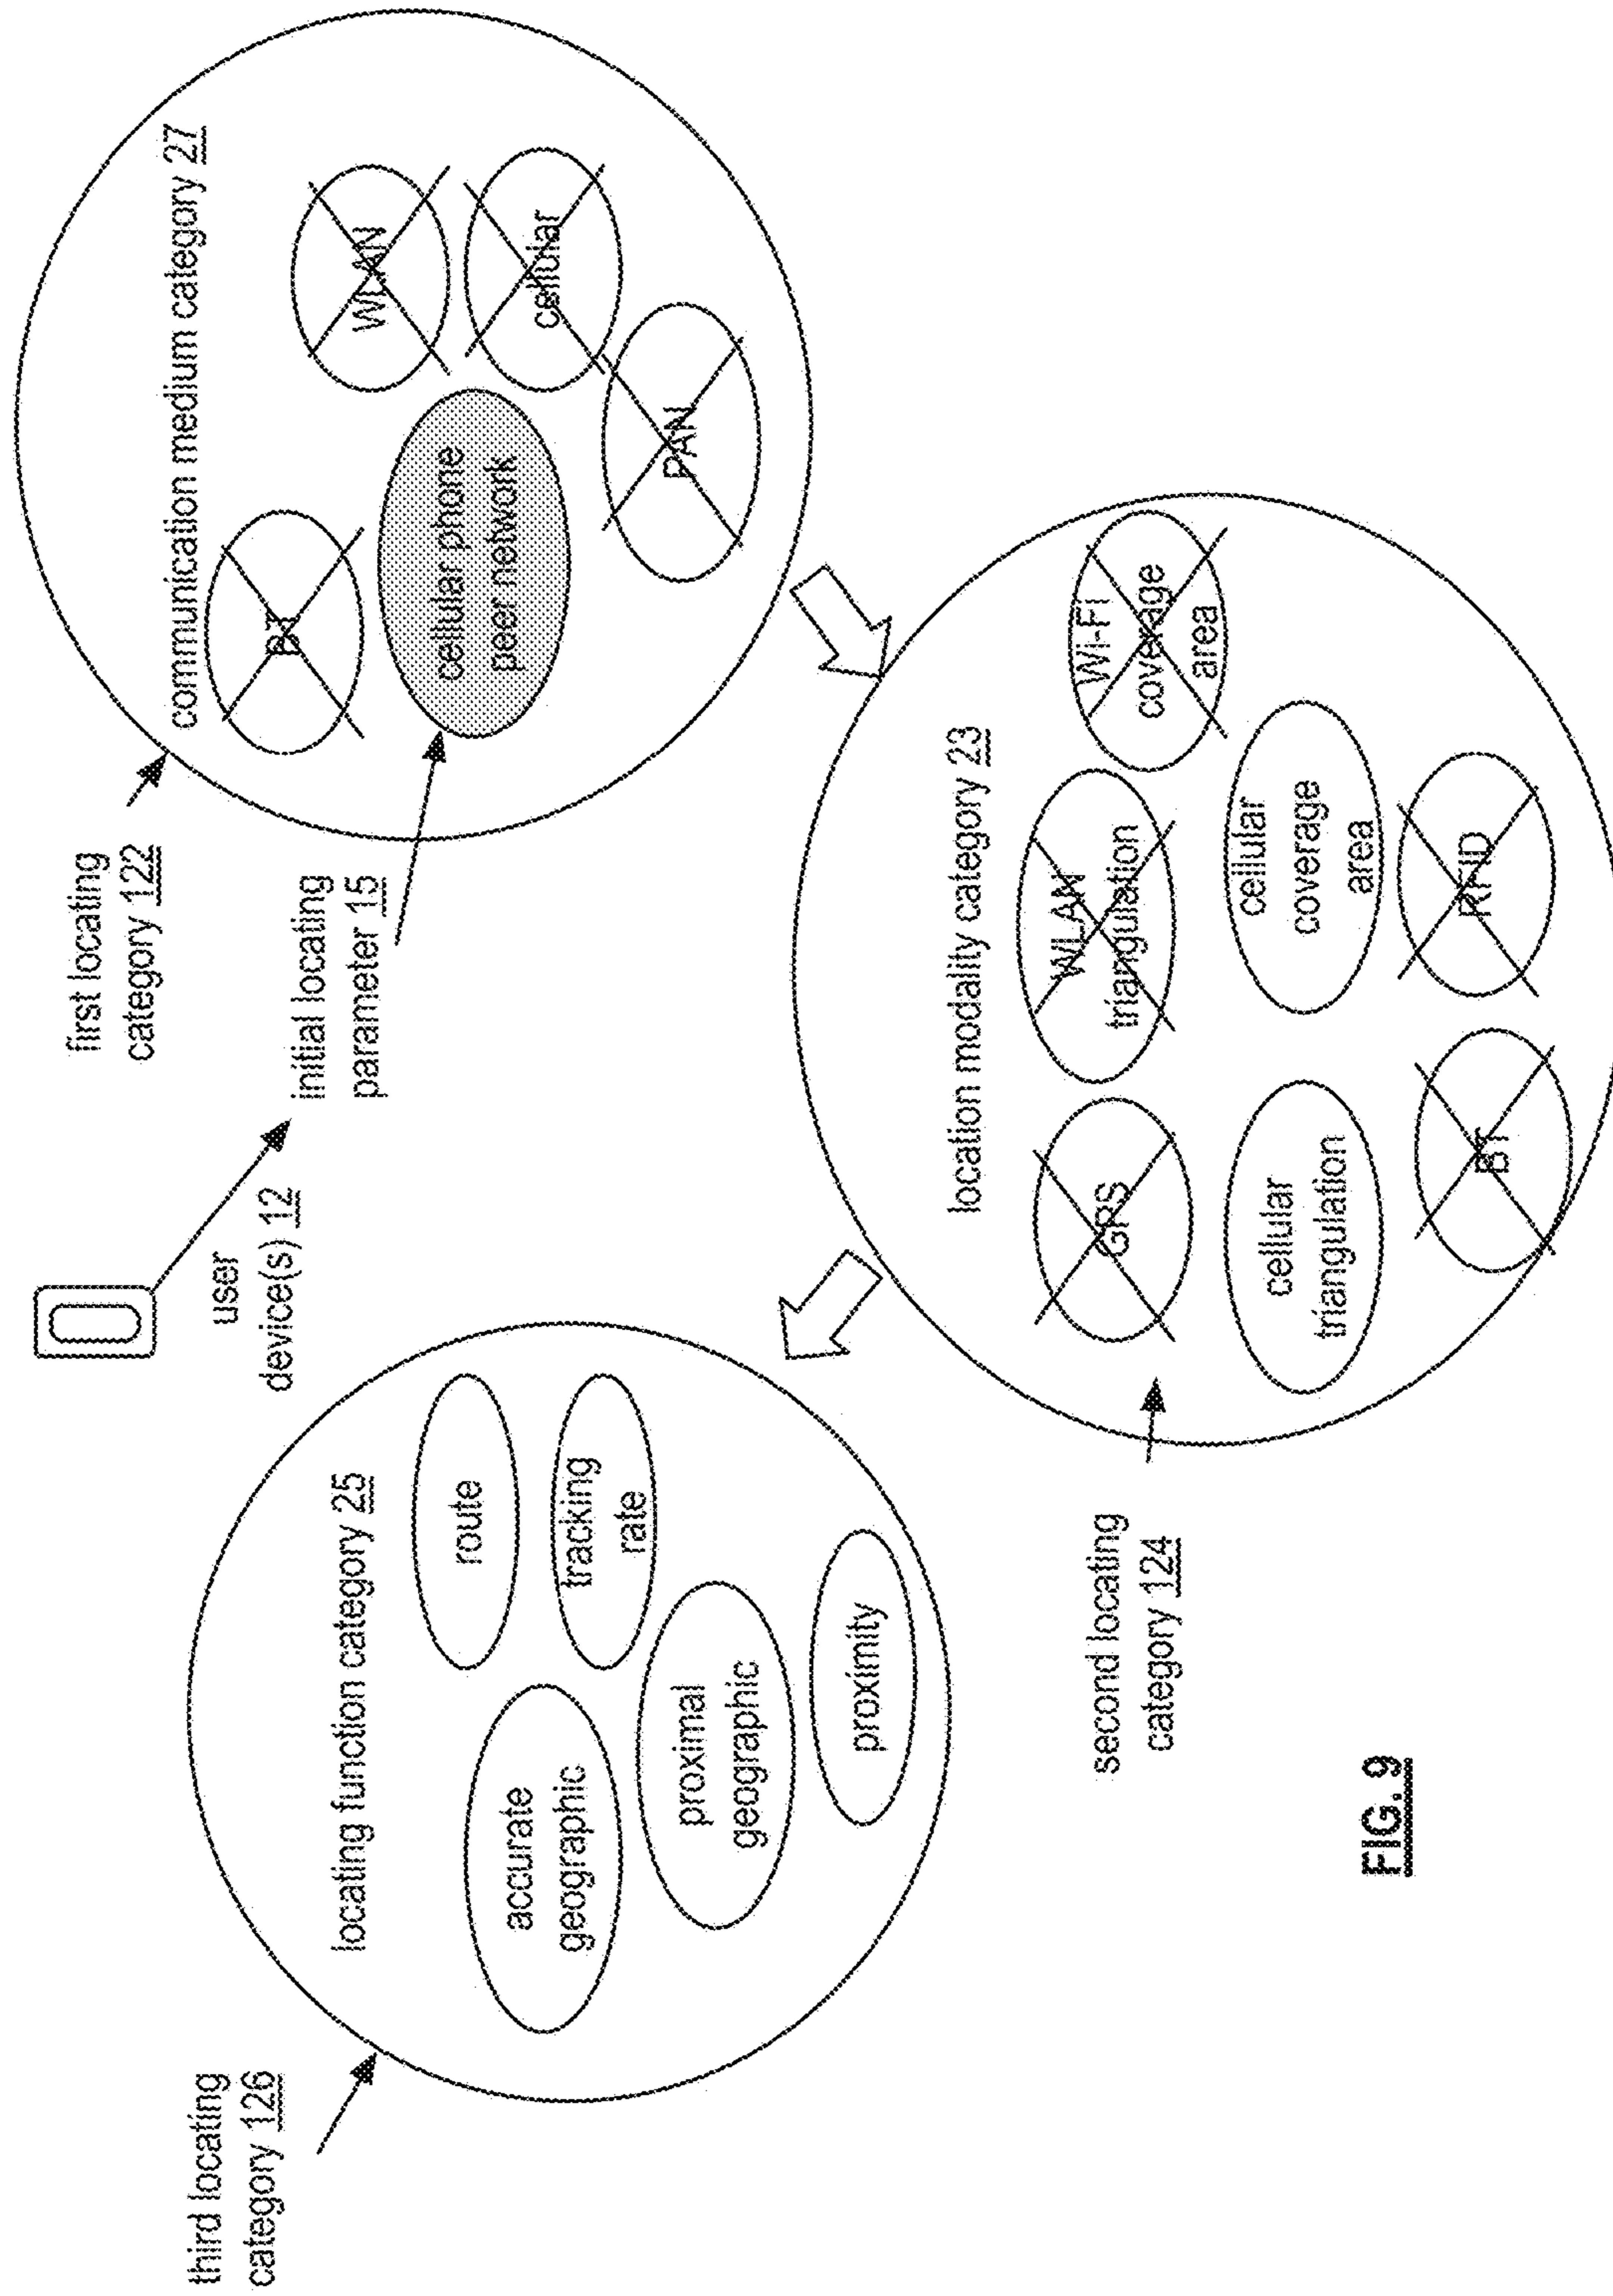 third locating
category 126
locating function category 25
accurate
geographic
route
tracking
rate
proximal
geographic
proximity
user
device(s) 12
first locating
category 122
initial locating
parameter 15
communication medium category 27
BT
WLAN
cellular phone
peer network
cellular
PAN
second locating
category 124
location modality category 23
GPS
WLAN
triangulation
Wi-Fi
coverage
area
cellular
triangulation
cellular
coverage
area
BT
RFID
FIG. 9